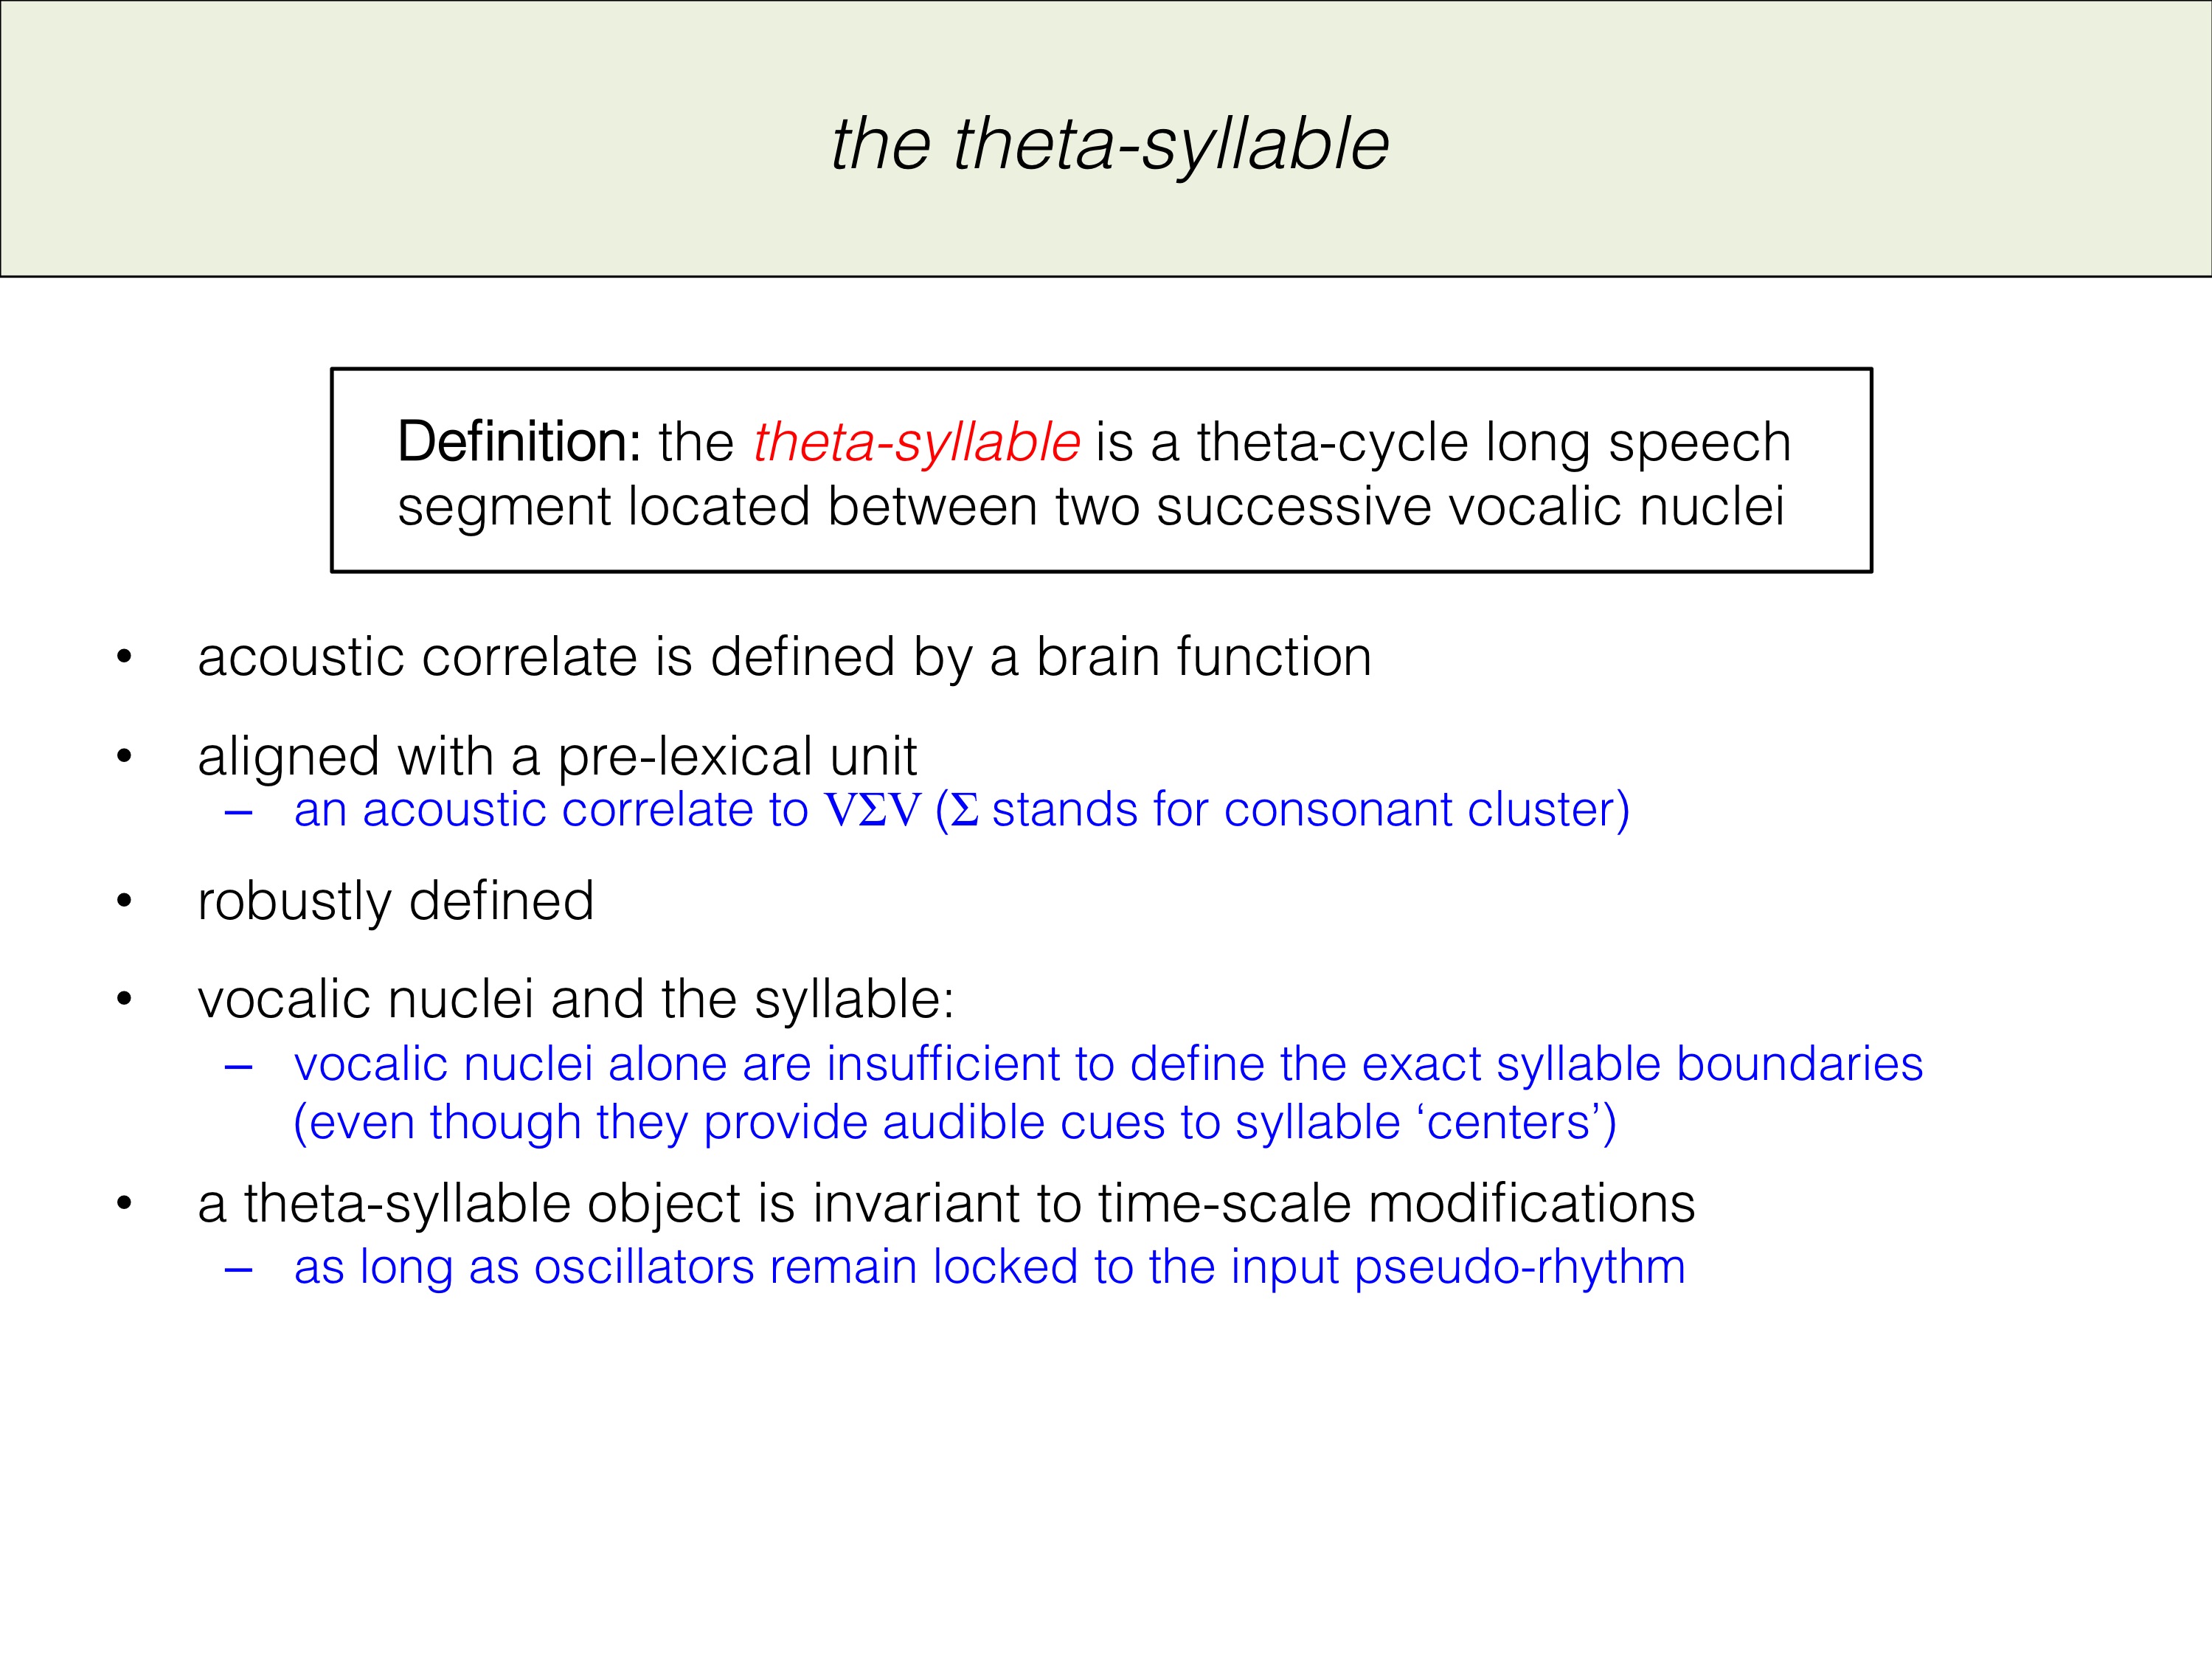 the theta-syllable
Definition: the theta-syllable is a theta-cycle long speech
segment located between two successive vocalic nuclei
• acoustic correlate is defined by a brain function
• aligned with a pre-lexical unit
– an acoustic correlate to VΣV (Σ stands for consonant cluster)
• robustly defined
• vocalic nuclei and the syllable:
– vocalic nuclei alone are insufficient to define the exact syllable boundaries
(even though they provide audible cues to syllable ‘centers’)
• a theta-syllable object is invariant to time-scale modifications
– as long as oscillators remain locked to the input pseudo-rhythm